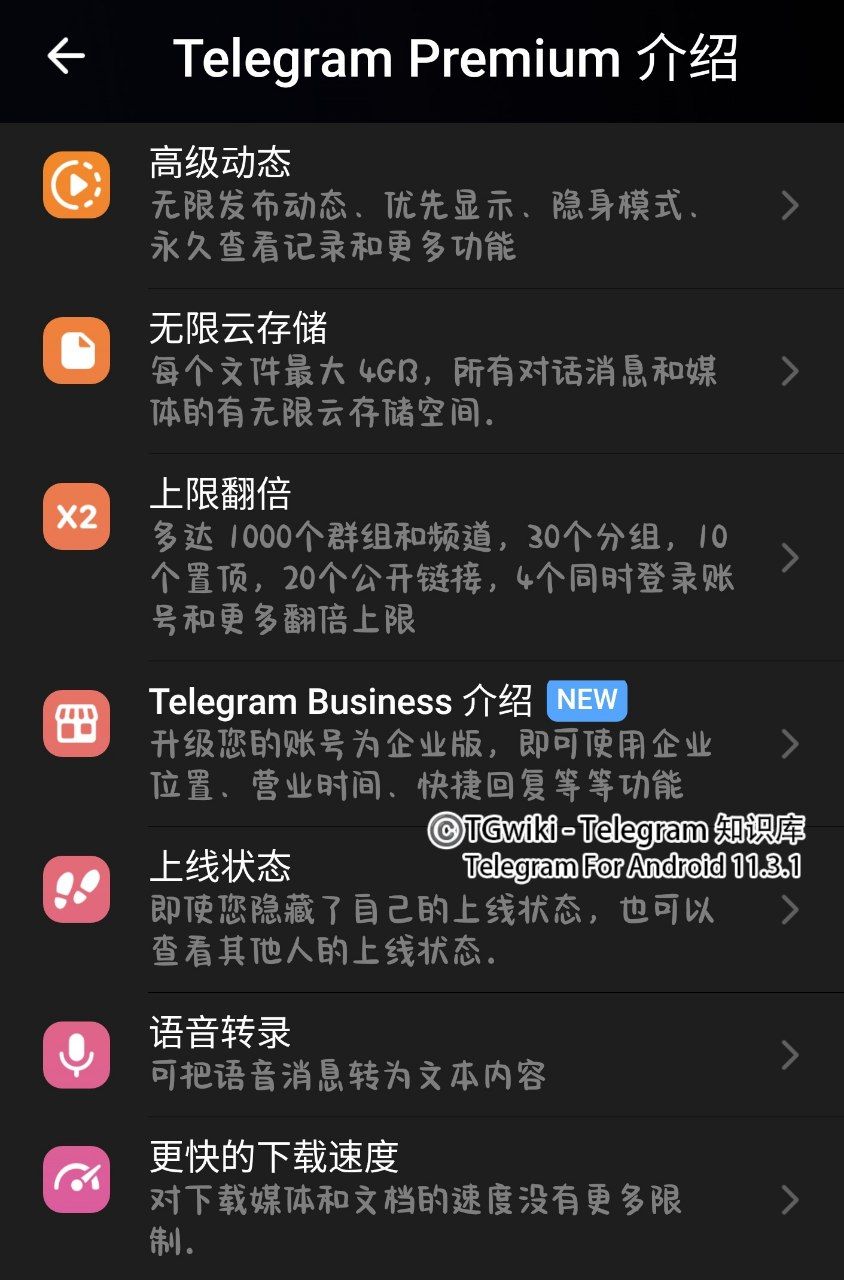 Telegram Premium 介绍
高级动态
无限发布动态、优先显示、隐身模式、
永久查看记录和更多功能
无限云存储
每个文件最大 4GB，所有对话消息和媒
体的有无限云存储空间.
X2
上限翻倍
多达 1000个群组和频道，30个分组，10
个置顶，20个公开链接，4个同时登录账
号和更多翻倍上限
Telegram Business 介绍 NEW
升级您的账号为企业版，即可使用企业
位置、营业时间、快捷回复等等功能
©TGwiki - Telegram 知识库
Telegram For Android 11.3.1
上线状态
即使您隐藏了自己的上线状态，也可以
查看其他人的上线状态.
语音转录
可把语音消息转为文本内容
更快的下载速度
对下载媒体和文档的速度没有更多限
制.